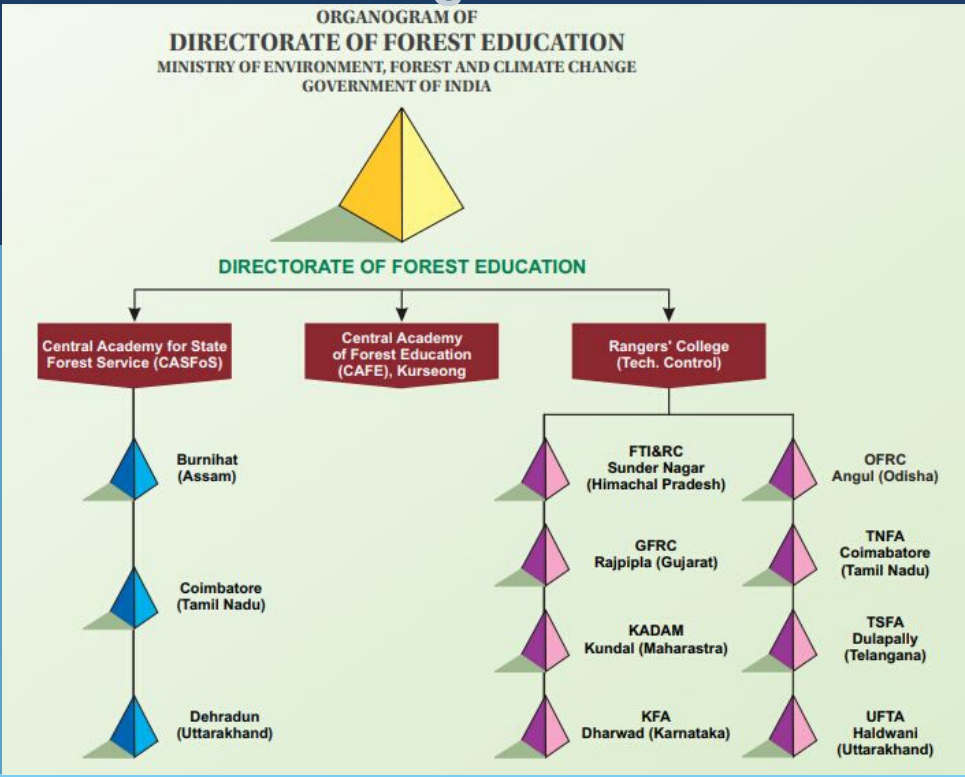 ORGANOGRAM OF
DIRECTORATE OF FOREST EDUCATION
MINISTRY OF ENVIRONMENT, FOREST AND CLIMATE CHANGE
GOVERNMENT OF INDIA
DIRECTORATE OF FOREST EDUCATION
Central Academy for State
Forest Service (CASFoS)
Central Academy
of Forest Education
(CAFE), Kurseong
Rangers' College
(Tech. Control)
Burnihat
(Assam)
Coimbatore
(Tamil Nadu)
Dehradun
(Uttarakhand)
FTI&RC
Sunder Nagar
(Himachal Pradesh)
GFRC
Rajpipla (Gujarat)
KADAM
Kundal (Maharastra)
KFA
Dharwad (Karnataka)
OFRC
Angul (Odisha)
TNFA
Coimabatore
(Tamil Nadu)
TSFA
Dulapally
(Telangana)
UFTA
Haldwani
(Uttarakhand)